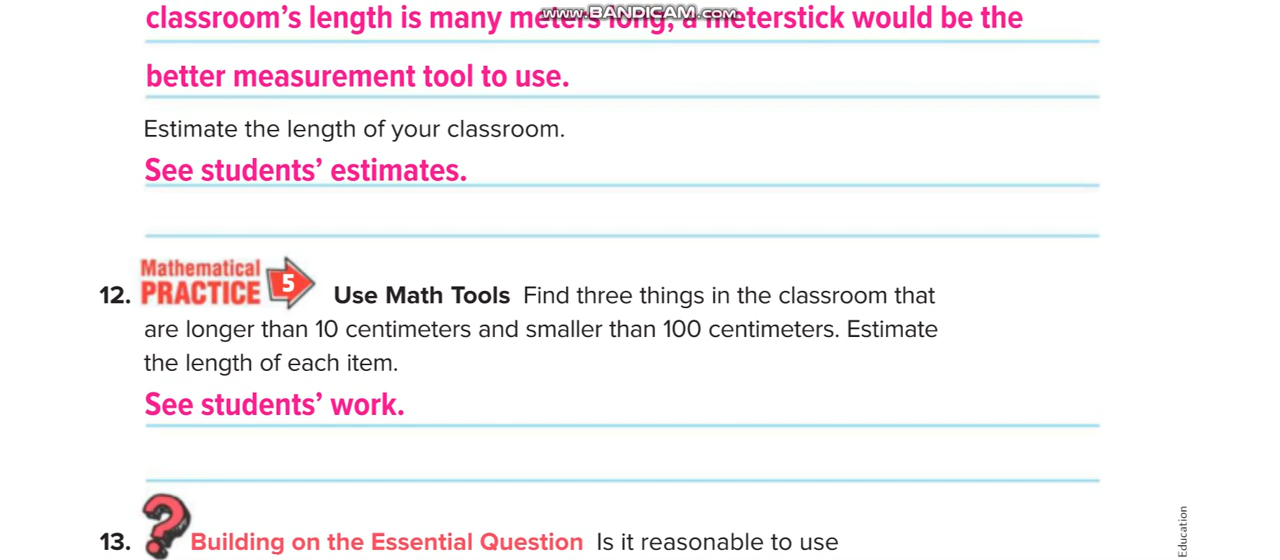 www.BANDICAM.com
classroom's length is many meters long, a meterstick would be the
better measurement tool to use.
Estimate the length of your classroom.
See students' estimates.
12. Mathematical PRACTICE 5 Use Math Tools Find three things in the classroom that
are longer than 10 centimeters and smaller than 100 centimeters. Estimate
the length of each item.
See students' work.
13. ? Building on the Essential Question Is it reasonable to use
Education